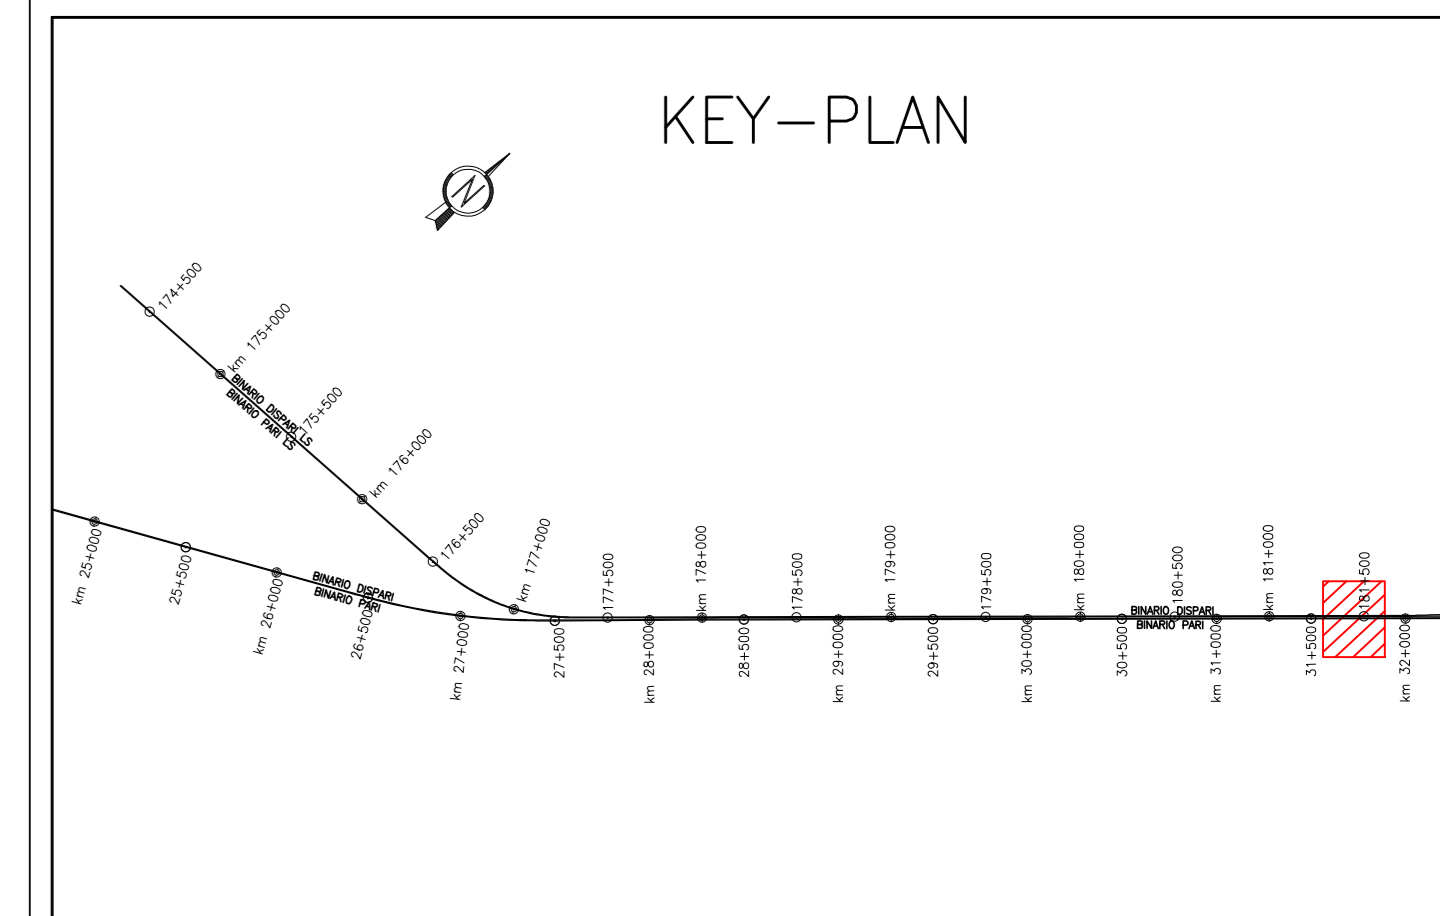 KEY-PLAN
N
174+500
km 175+000
BINARIO DISPARI LS
BINARIO PARI LS
175+500
km 176+000
176+500
km 177+000
177+500
km 178+000
178+500
km 179+000
179+500
km 180+000
180+500
km 181+000
181+500
BINARIO DISPARI
BINARIO PARI
BINARIO DISPARI
BINARIO PARI
km 25+000
25+500
km 26+000
26+500
km 27+000
27+500
km 28+000
28+500
km 29+000
29+500
km 30+000
30+500
km 31+000
31+500
km 32+000